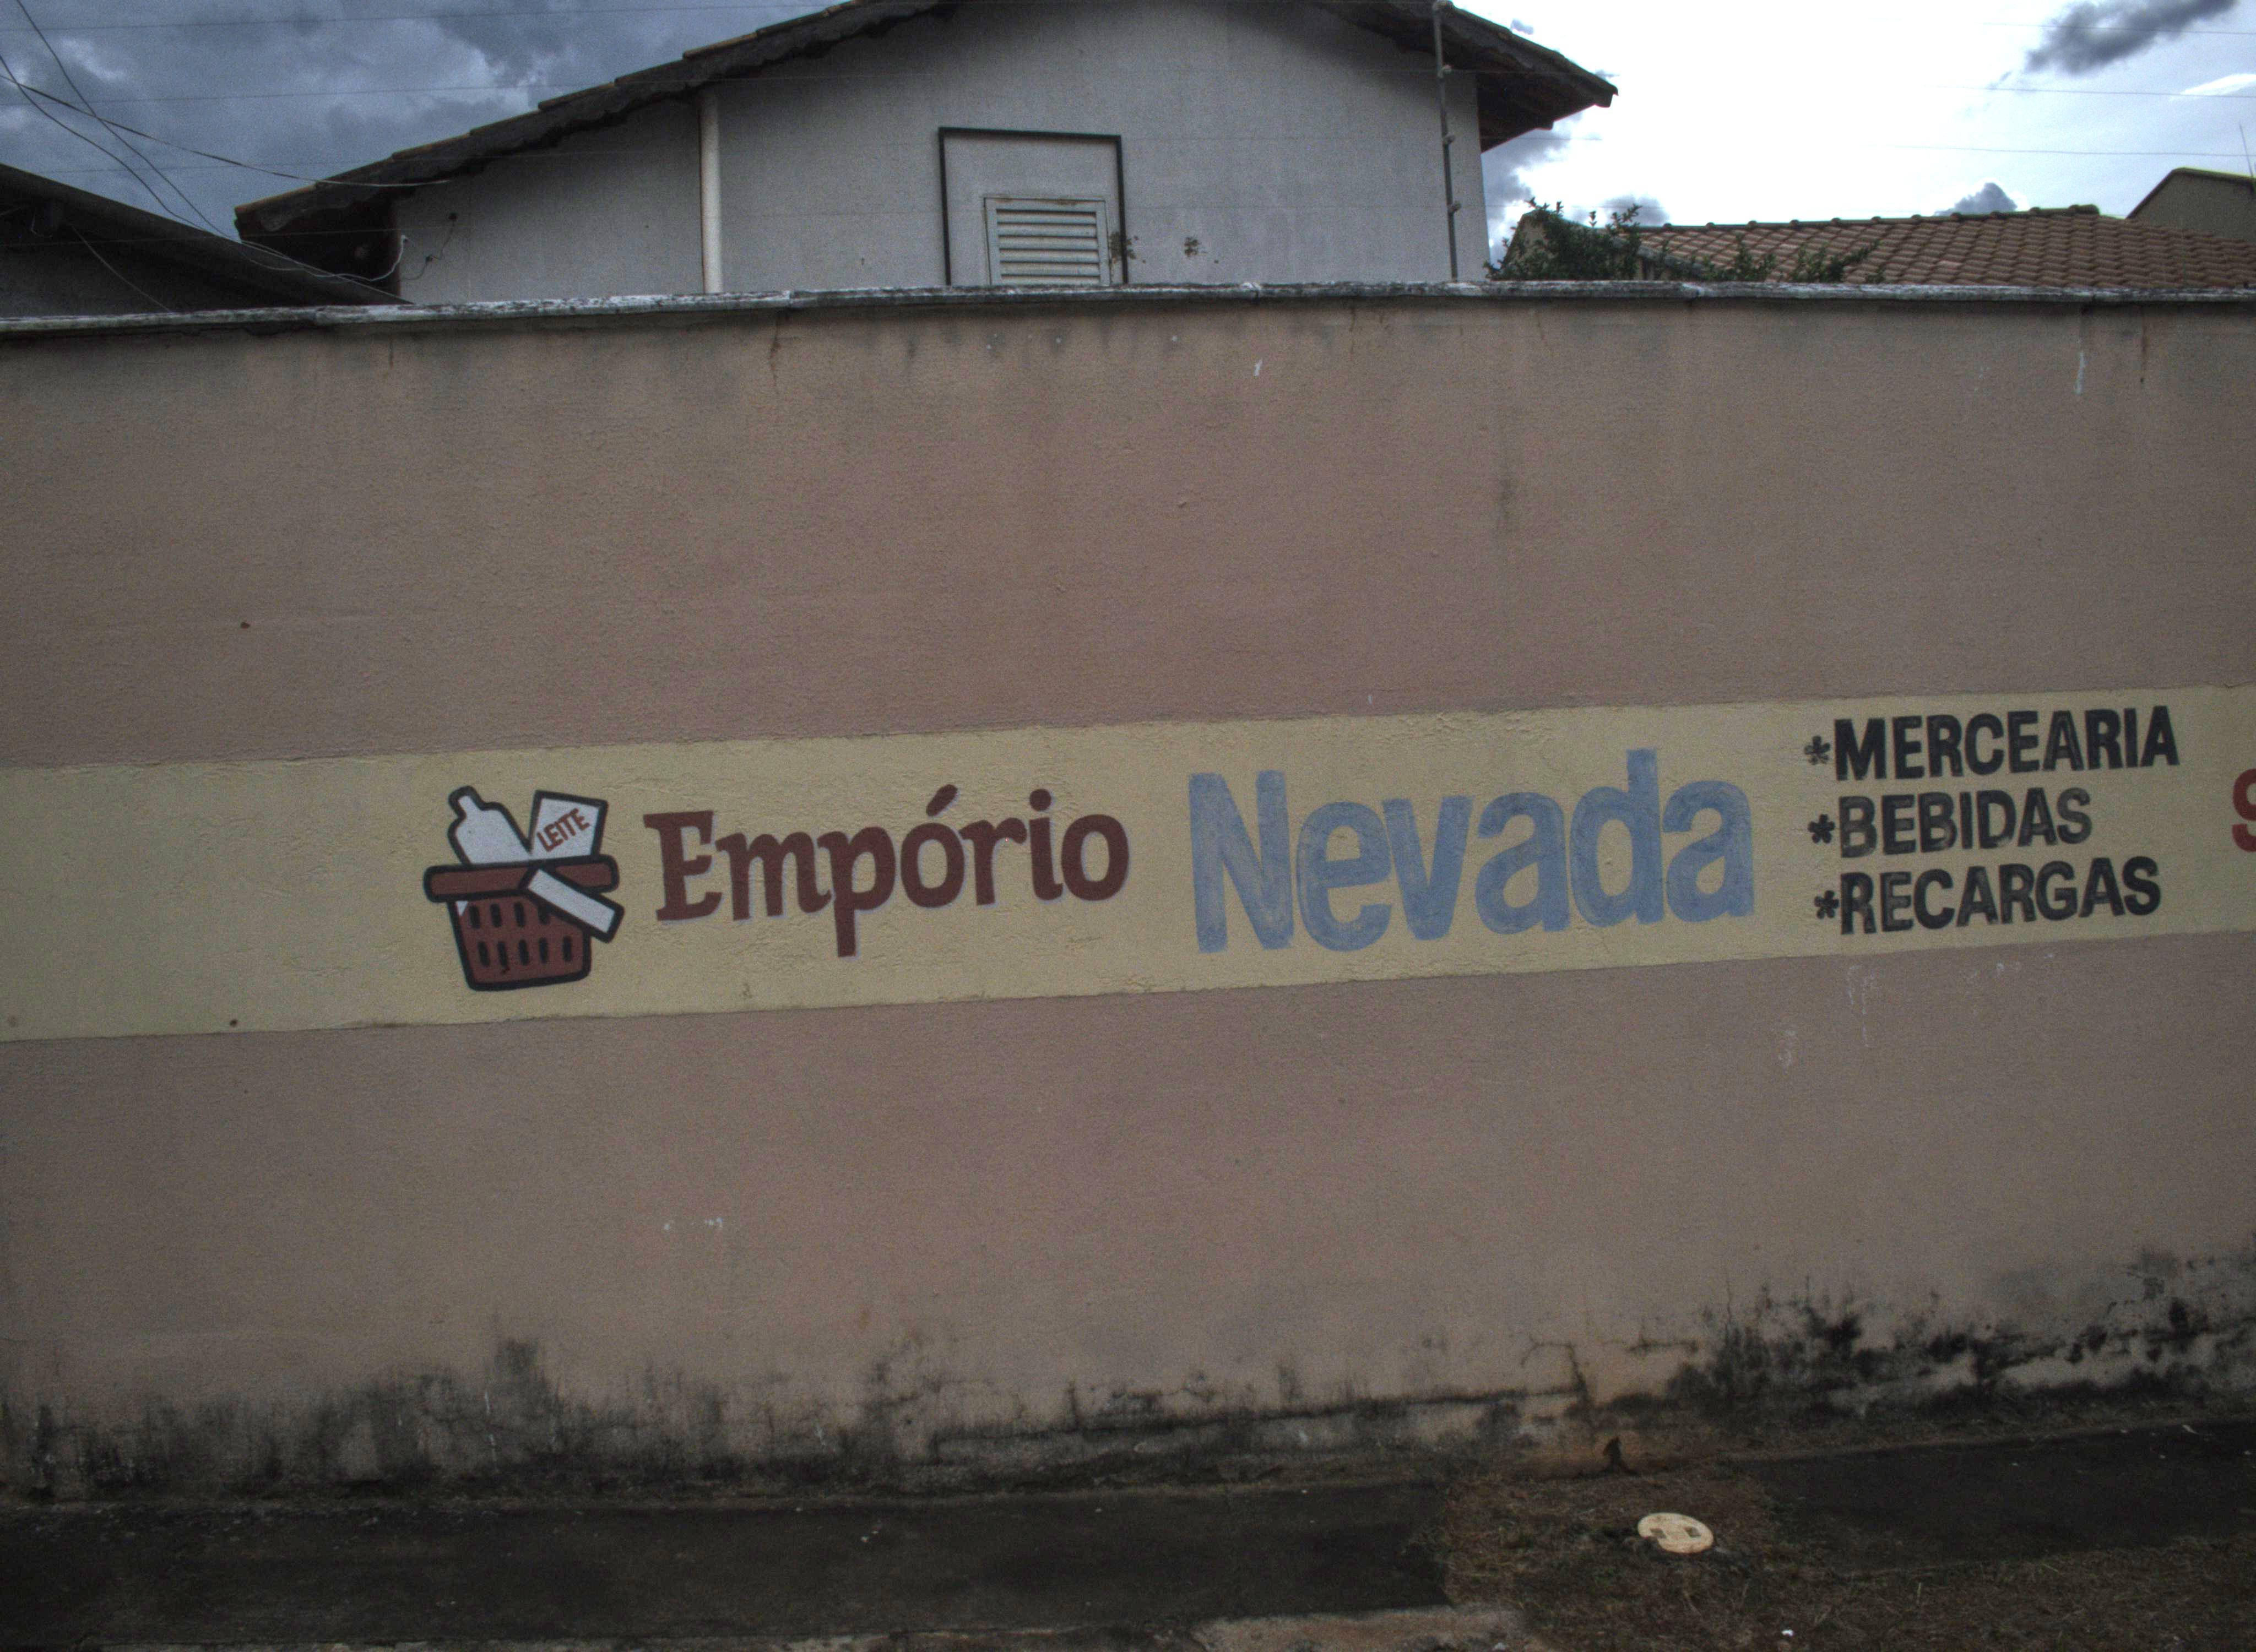 LEITE
Empório Nevada
*MERCEARIA
*BEBIDAS
*RECARGAS